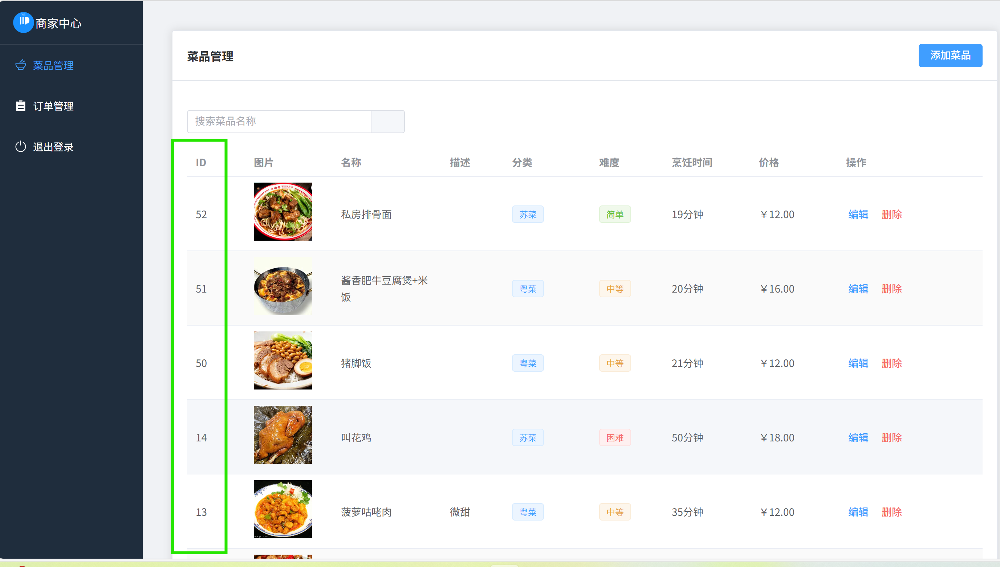 商家中心
菜品管理
订单管理
退出登录
菜品管理
添加菜品
搜索菜品名称
ID 图片 名称 描述 分类 难度 烹饪时间 价格 操作
52 私房排骨面 苏菜 简单 19分钟 ￥12.00 编辑 删除
51 酱香肥牛豆腐煲+米
饭 粤菜 中等 20分钟 ￥16.00 编辑 删除
50 猪脚饭 粤菜 中等 21分钟 ￥12.00 编辑 删除
14 叫花鸡 苏菜 困难 50分钟 ￥18.00 编辑 删除
13 菠萝咕咾肉 微甜 粤菜 中等 35分钟 ￥12.00 编辑 删除